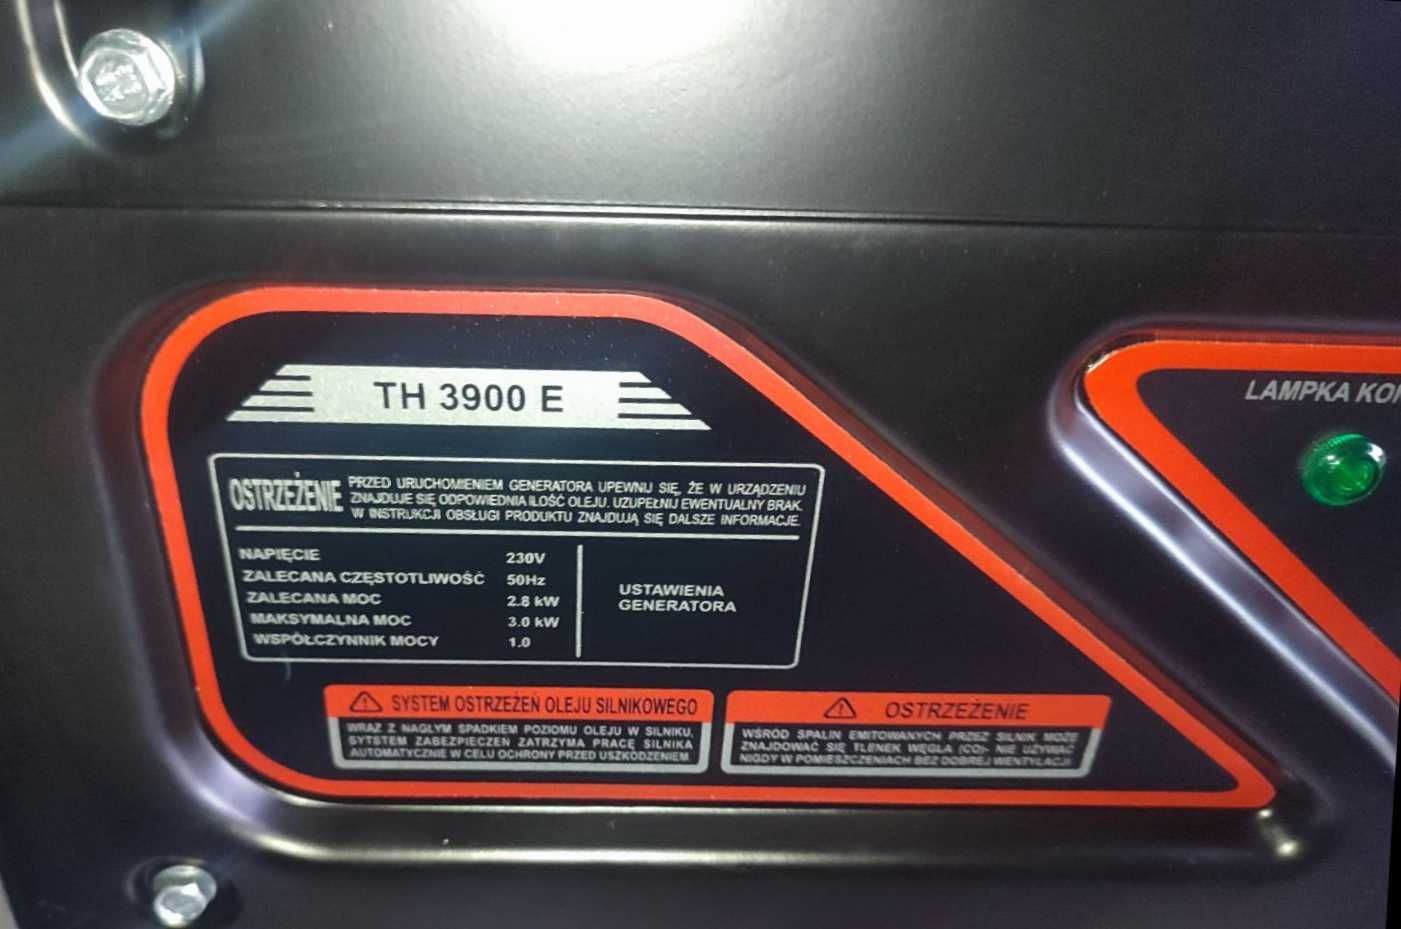 TH 3900 E
LAMPKA KON
OSTRZEŻENIE
PRZED URUCHOMIENIEM GENERATORA UPEWNIJ SIĘ, ŻE W URZĄDZENIU
ZNAJDUJE SIĘ ODPOWIEDNIA ILOŚĆ OLEJU. UZUPEŁNIJ EWENTUALNY BRAK.
W INSTRUKCJI OBSŁUGI PRODUKTU ZNAJDUJĄ SIĘ DALSZE INFORMACJE.
NAPIĘCIE 230V
ZALECANA CZĘSTOTLIWOŚĆ 50Hz
ZALECANA MOC 2.8 kW
MAKSYMALNA MOC 3.0 kW
WSPÓŁCZYNNIK MOCY 1.0
USTAWIENIA
GENERATORA
SYSTEM OSTRZEŻEŃ OLEJU SILNIKOWEGO
WRAZ Z NAGŁYM SPADKIEM POZIOMU OLEJU W SILNIKU,
SYTSTEM ZABEZPIECZEŃ ZATRZYMA PRACĘ SILNIKA
AUTOMATYCZNIE W CELU OCHRONY PRZED USZKODZENIEM.
OSTRZEŻENIE
WŚRÓD SPALIN EMITOWANYCH PRZEZ SILNIK MOŻE
ZNAJDOWAĆ SIĘ TLENEK WĘGLA (CO)- NIE UŻYWAĆ
NIGDY W POMIESZCZENIACH BEZ DOBREJ WENTYLACJI